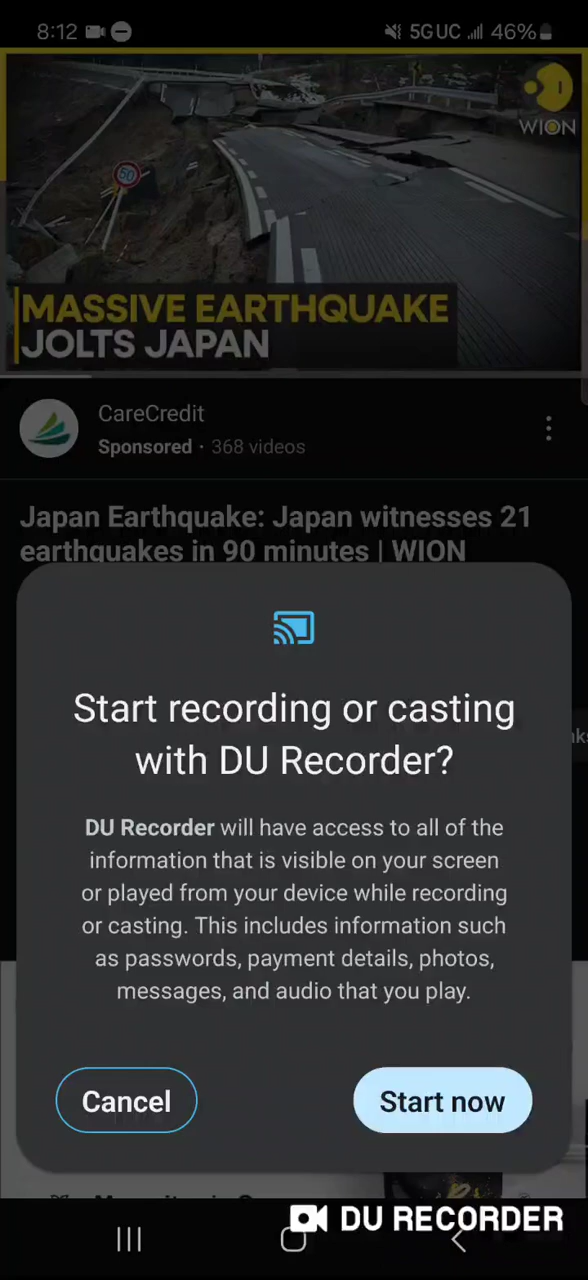 8:12
5G UC
46%
50
WION
MASSIVE EARTHQUAKE
JOLTS JAPAN
CareCredit
Sponsored · 368 videos
Japan Earthquake: Japan witnesses 21
earthquakes in 90 minutes | WION
Start recording or casting
with DU Recorder?
DU Recorder will have access to all of the
information that is visible on your screen
or played from your device while recording
or casting. This includes information such
as passwords, payment details, photos,
messages, and audio that you play.
Cancel
Start now
DU RECORDER